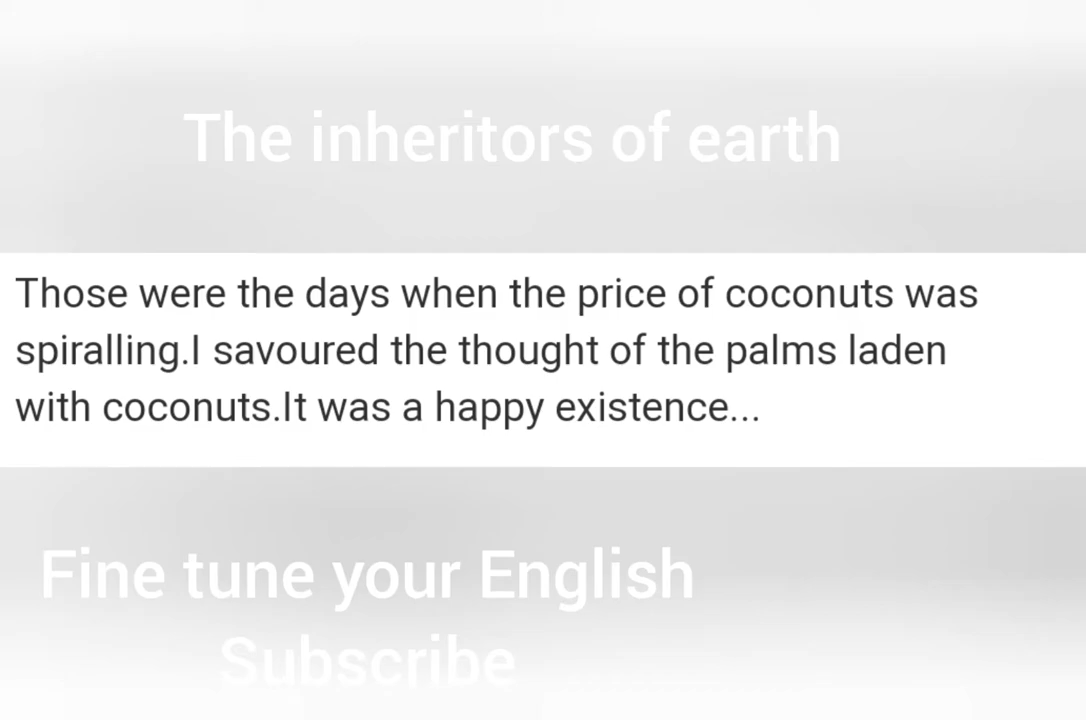 The inheritors of earth
Those were the days when the price of coconuts was
spiralling.I savoured the thought of the palms laden
with coconuts.It was a happy existence...
Fine tune your English
Subscribe